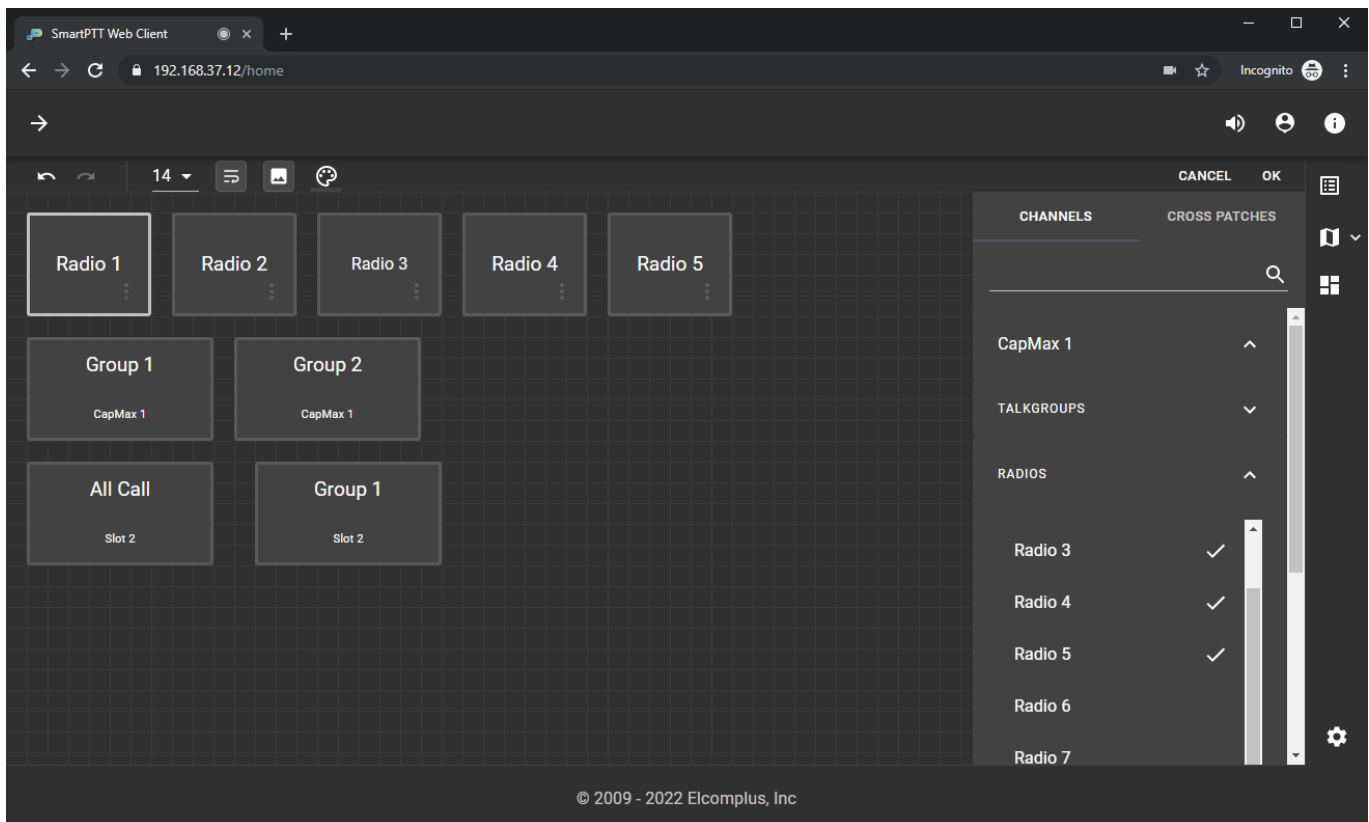 SmartPTT Web Client
192.168.37.12/home
Incognito
14
CANCEL OK
CHANNELS CROSS PATCHES
Radio 1 Radio 2 Radio 3 Radio 4 Radio 5
CapMax 1
Group 1 Group 2
CapMax 1 CapMax 1
TALKGROUPS
RADIOS
All Call Group 1
Slot 2 Slot 2
Radio 3
Radio 4
Radio 5
Radio 6
Radio 7
© 2009 - 2022 Elcomplus, Inc